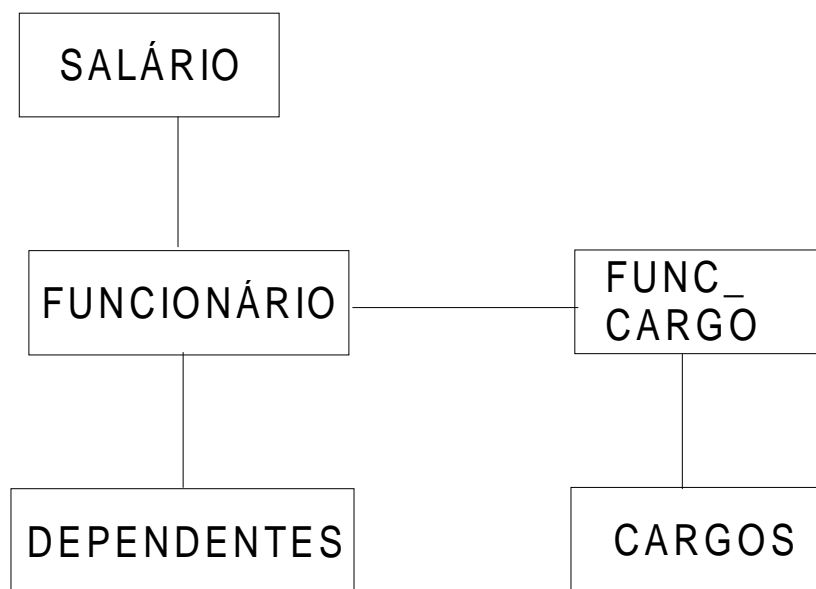 SALÁRIO
FUNCIONÁRIO
FUNC_
CARGO
DEPENDENTES
CARGOS